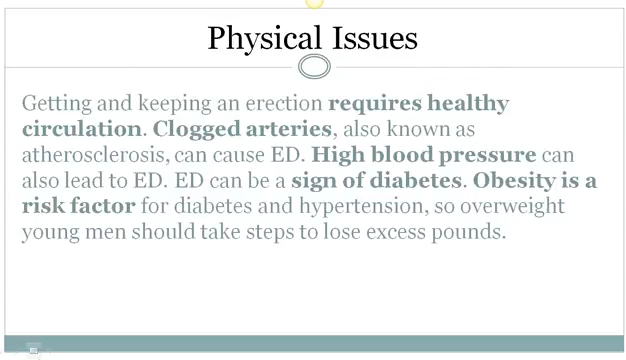 Physical Issues
Getting and keeping an erection requires healthy
circulation. Clogged arteries, also known as
atherosclerosis, can cause ED. High blood pressure can
also lead to ED. ED can be a sign of diabetes. Obesity is a
risk factor for diabetes and hypertension, so overweight
young men should take steps to lose excess pounds.